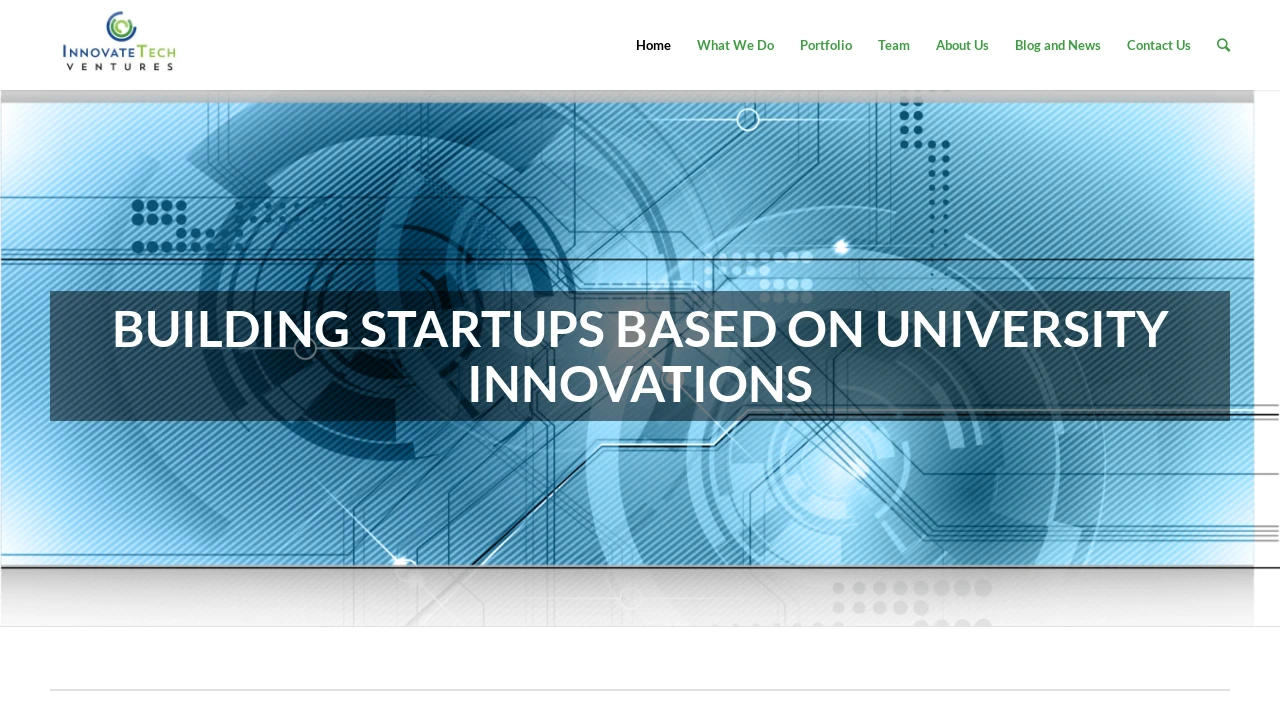 InnovateTech
VENTURES
Home What We Do Portfolio Team About Us Blog and News Contact Us
BUILDING STARTUPS BASED ON UNIVERSITY
INNOVATIONS